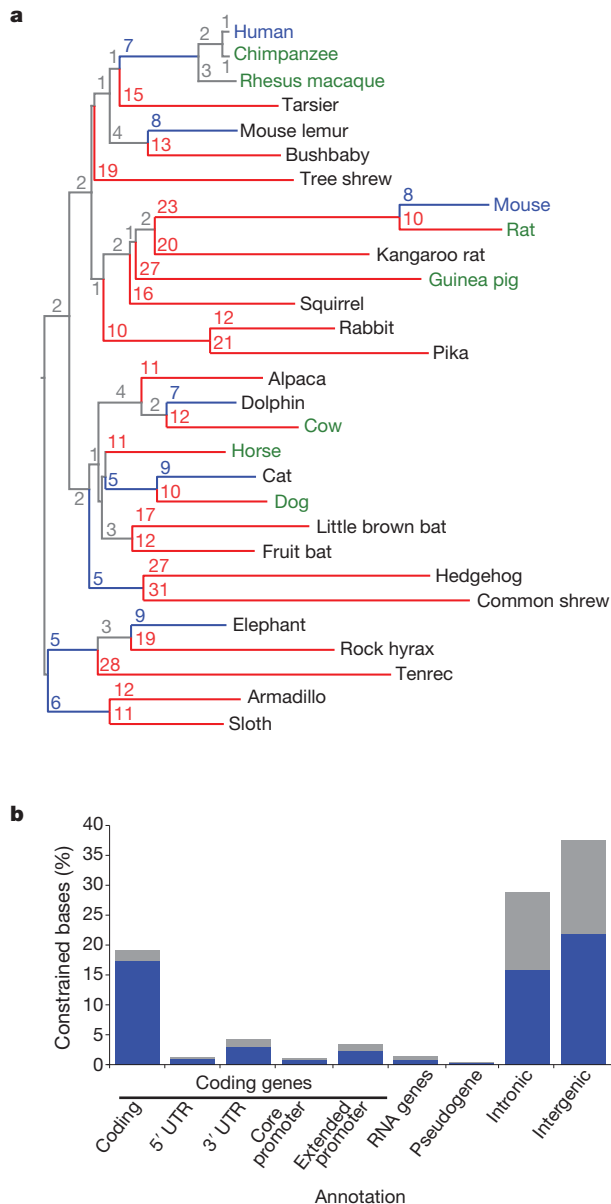 a
1
2
Human
7
1
Chimpanzee
1
3
1
Rhesus macaque
15
Tarsier
8
Mouse lemur
4
13
Bushbaby
19
Tree shrew
2
8
Mouse
23
10
Rat
2
1
20
Kangaroo rat
2
27
Guinea pig
1
16
Squirrel
12
Rabbit
10
21
Pika
2
11
Alpaca
4
7
Dolphin
2
12
Cow
11
Horse
1
9
Cat
5
10
Dog
2
17
Little brown bat
3
12
Fruit bat
27
Hedgehog
5
31
Common shrew
9
Elephant
3
19
Rock hyrax
5
28
Tenrec
12
Armadillo
6
11
Sloth
b
Constrained bases (%)
40
35
30
25
20
15
10
5
0
Coding genes
Coding
5′ UTR
3′ UTR
Core promoter
Extended promoter
RNA genes
Pseudogene
Intronic
Intergenic
Annotation